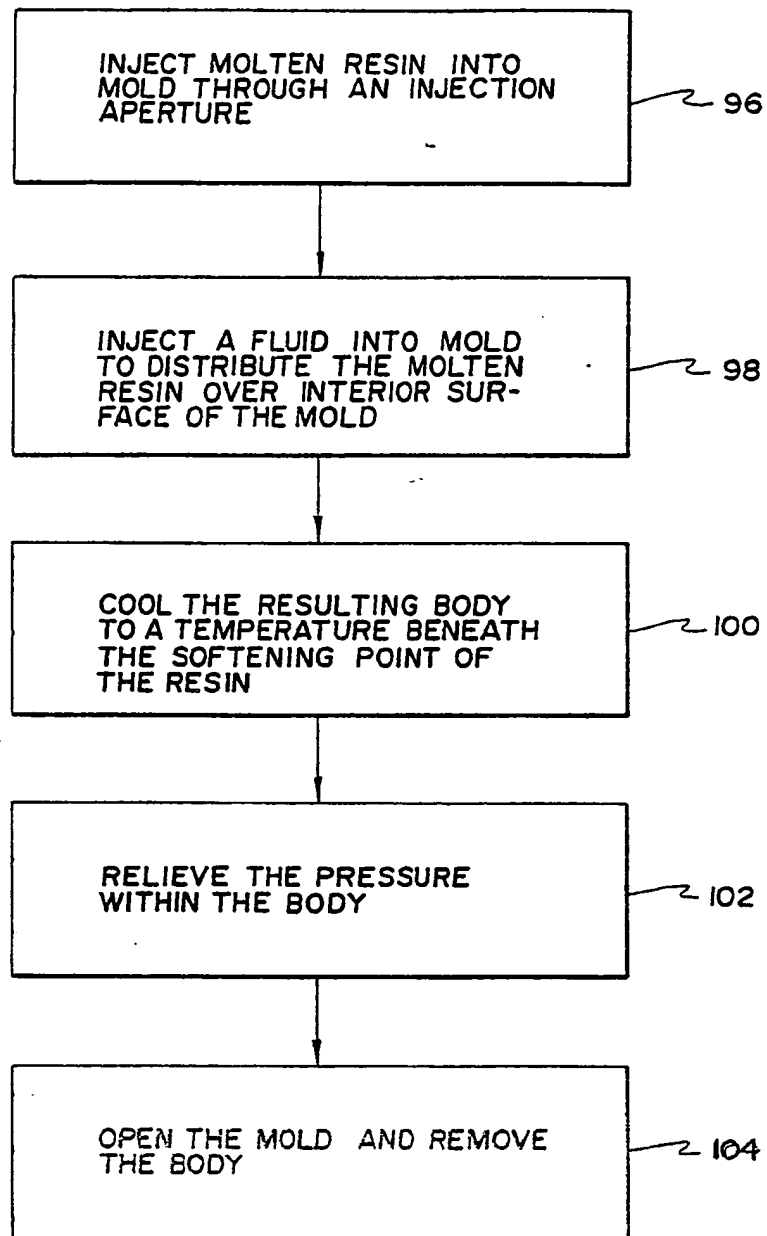 INJECT MOLTEN RESIN INTO
MOLD THROUGH AN INJECTION
APERTURE
96
INJECT A FLUID INTO MOLD
TO DISTRIBUTE THE MOLTEN
RESIN OVER INTERIOR SUR-
FACE OF THE MOLD
98
COOL THE RESULTING BODY
TO A TEMPERATURE BENEATH
THE SOFTENING POINT OF
THE RESIN
100
RELIEVE THE PRESSURE
WITHIN THE BODY
102
OPEN THE MOLD AND REMOVE
THE BODY
104